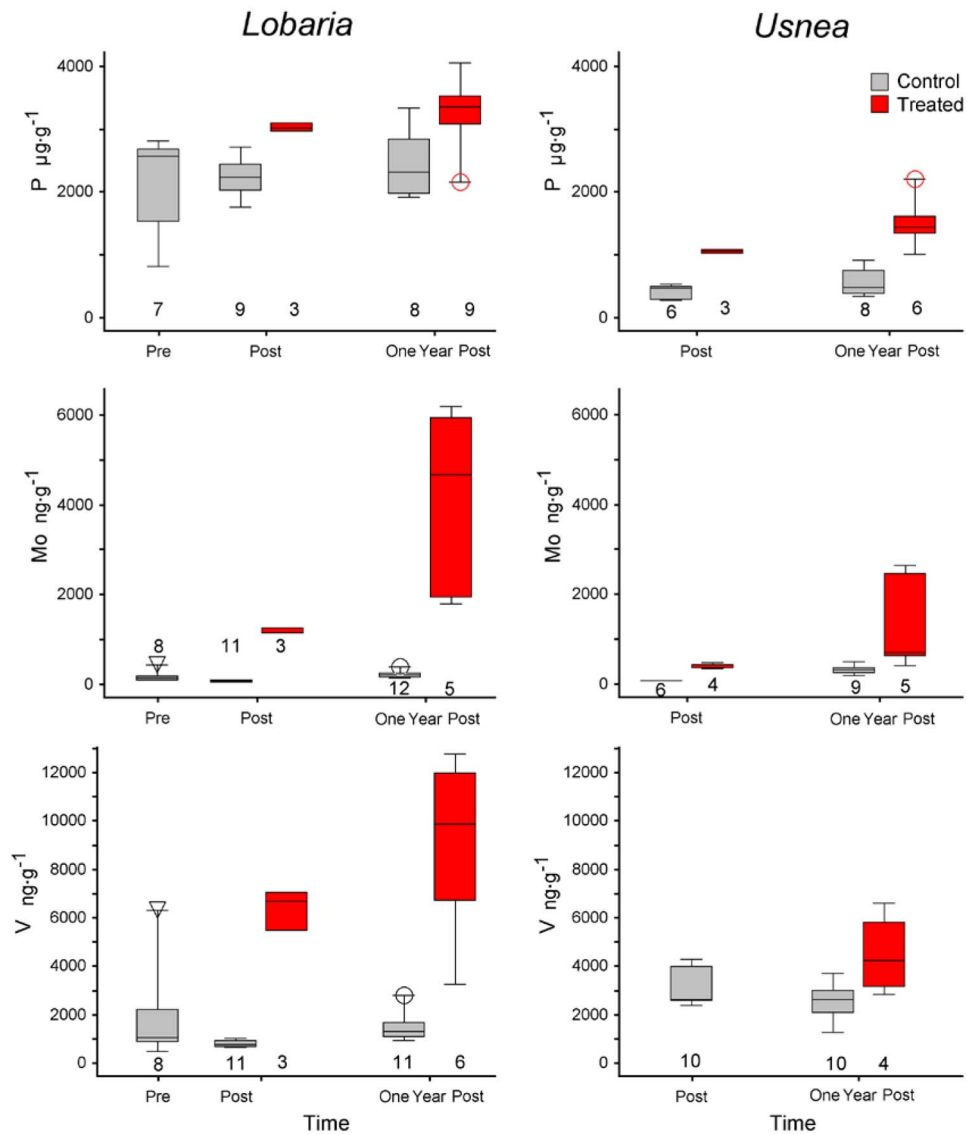 Lobaria
Usnea
P µg·g⁻¹
4000
2000
0
7
9
3
8
9
Pre
Post
One Year Post
P µg·g⁻¹
4000
2000
0
Control
Treated
6
3
8
6
Post
One Year Post
Mo ng·g⁻¹
6000
4000
2000
0
8
11
3
12
5
Pre
Post
One Year Post
Mo ng·g⁻¹
6000
4000
2000
0
6
4
9
5
Post
One Year Post
V ng·g⁻¹
12000
10000
8000
6000
4000
2000
0
8
11
3
11
6
Pre
Post
One Year Post
Time
V ng·g⁻¹
12000
10000
8000
6000
4000
2000
0
10
10
4
Post
One Year Post
Time